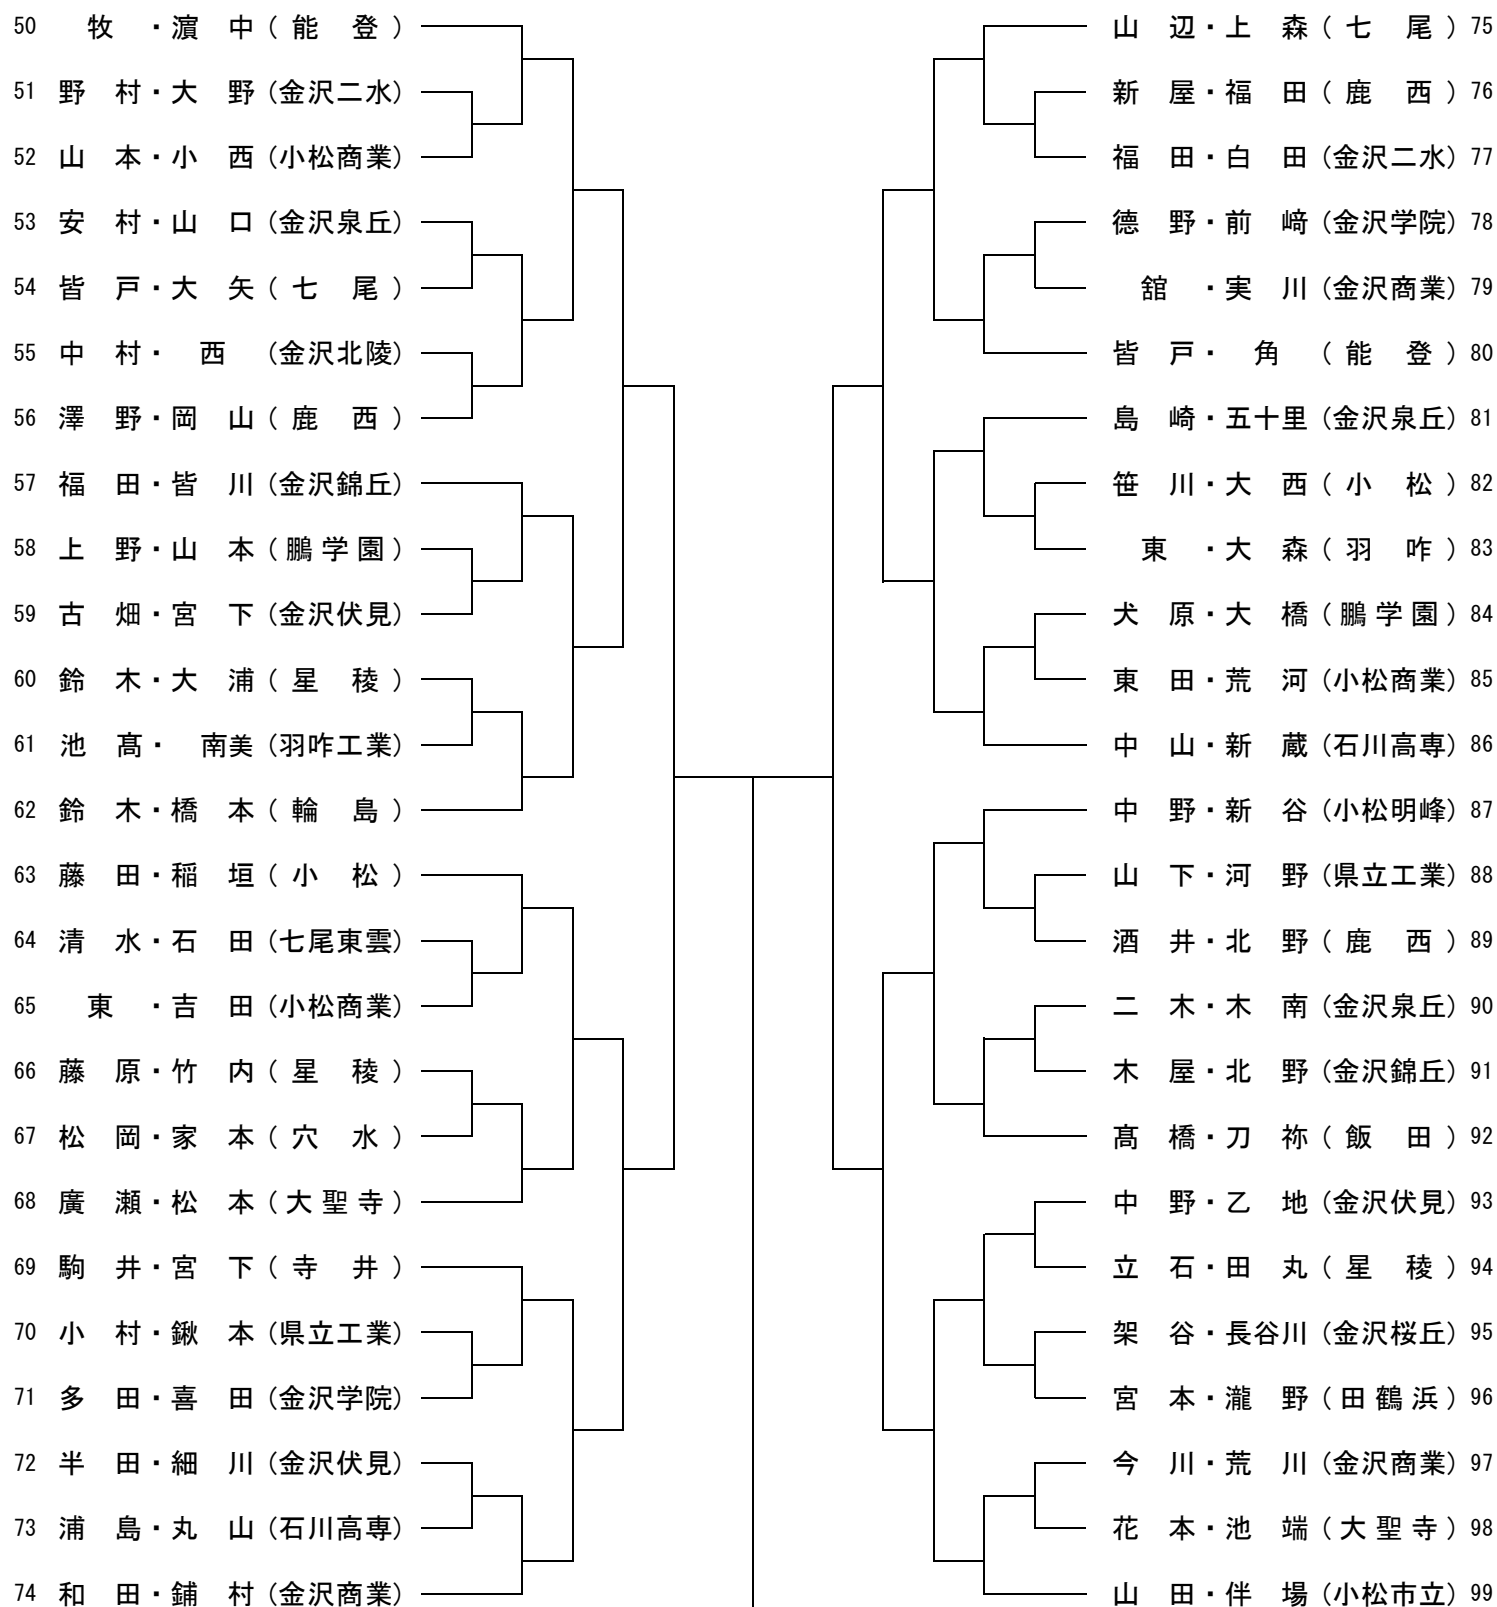 50 牧 ・濵 中(能 登)
51 野 村・大 野(金沢二水)
52 山 本・小 西(小松商業)
53 安 村・山 口(金沢泉丘)
54 皆 戸・大 矢(七 尾)
55 中 村・ 西 (金沢北陵)
56 澤 野・岡 山(鹿 西)
57 福 田・皆 川(金沢錦丘)
58 上 野・山 本(鵬学園)
59 古 畑・宮 下(金沢伏見)
60 鈴 木・大 浦(星 稜)
61 池 髙・ 南美(羽咋工業)
62 鈴 木・橋 本(輪 島)
63 藤 田・稲 垣(小 松)
64 清 水・石 田(七尾東雲)
65 東 ・吉 田(小松商業)
66 藤 原・竹 内(星 稜)
67 松 岡・家 本(穴 水)
68 廣 瀬・松 本(大聖寺)
69 駒 井・宮 下(寺 井)
70 小 村・鍬 本(県立工業)
71 多 田・喜 田(金沢学院)
72 半 田・細 川(金沢伏見)
73 浦 島・丸 山(石川高専)
74 和 田・鋪 村(金沢商業)
山 辺・上 森(七 尾)75
新 屋・福 田(鹿 西)76
福 田・白 田(金沢二水)77
德 野・前 﨑(金沢学院)78
舘 ・実 川(金沢商業)79
皆 戸・ 角 (能 登)80
島 崎・五十里(金沢泉丘)81
笹 川・大 西(小 松)82
東 ・大 森(羽 咋)83
犬 原・大 橋(鵬学園)84
東 田・荒 河(小松商業)85
中 山・新 蔵(石川高専)86
中 野・新 谷(小松明峰)87
山 下・河 野(県立工業)88
酒 井・北 野(鹿 西)89
二 木・木 南(金沢泉丘)90
木 屋・北 野(金沢錦丘)91
髙 橋・刀 祢(飯 田)92
中 野・乙 地(金沢伏見)93
立 石・田 丸(星 稜)94
架 谷・長谷川(金沢桜丘)95
宮 本・瀧 野(田鶴浜)96
今 川・荒 川(金沢商業)97
花 本・池 端(大聖寺)98
山 田・伴 場(小松市立)99